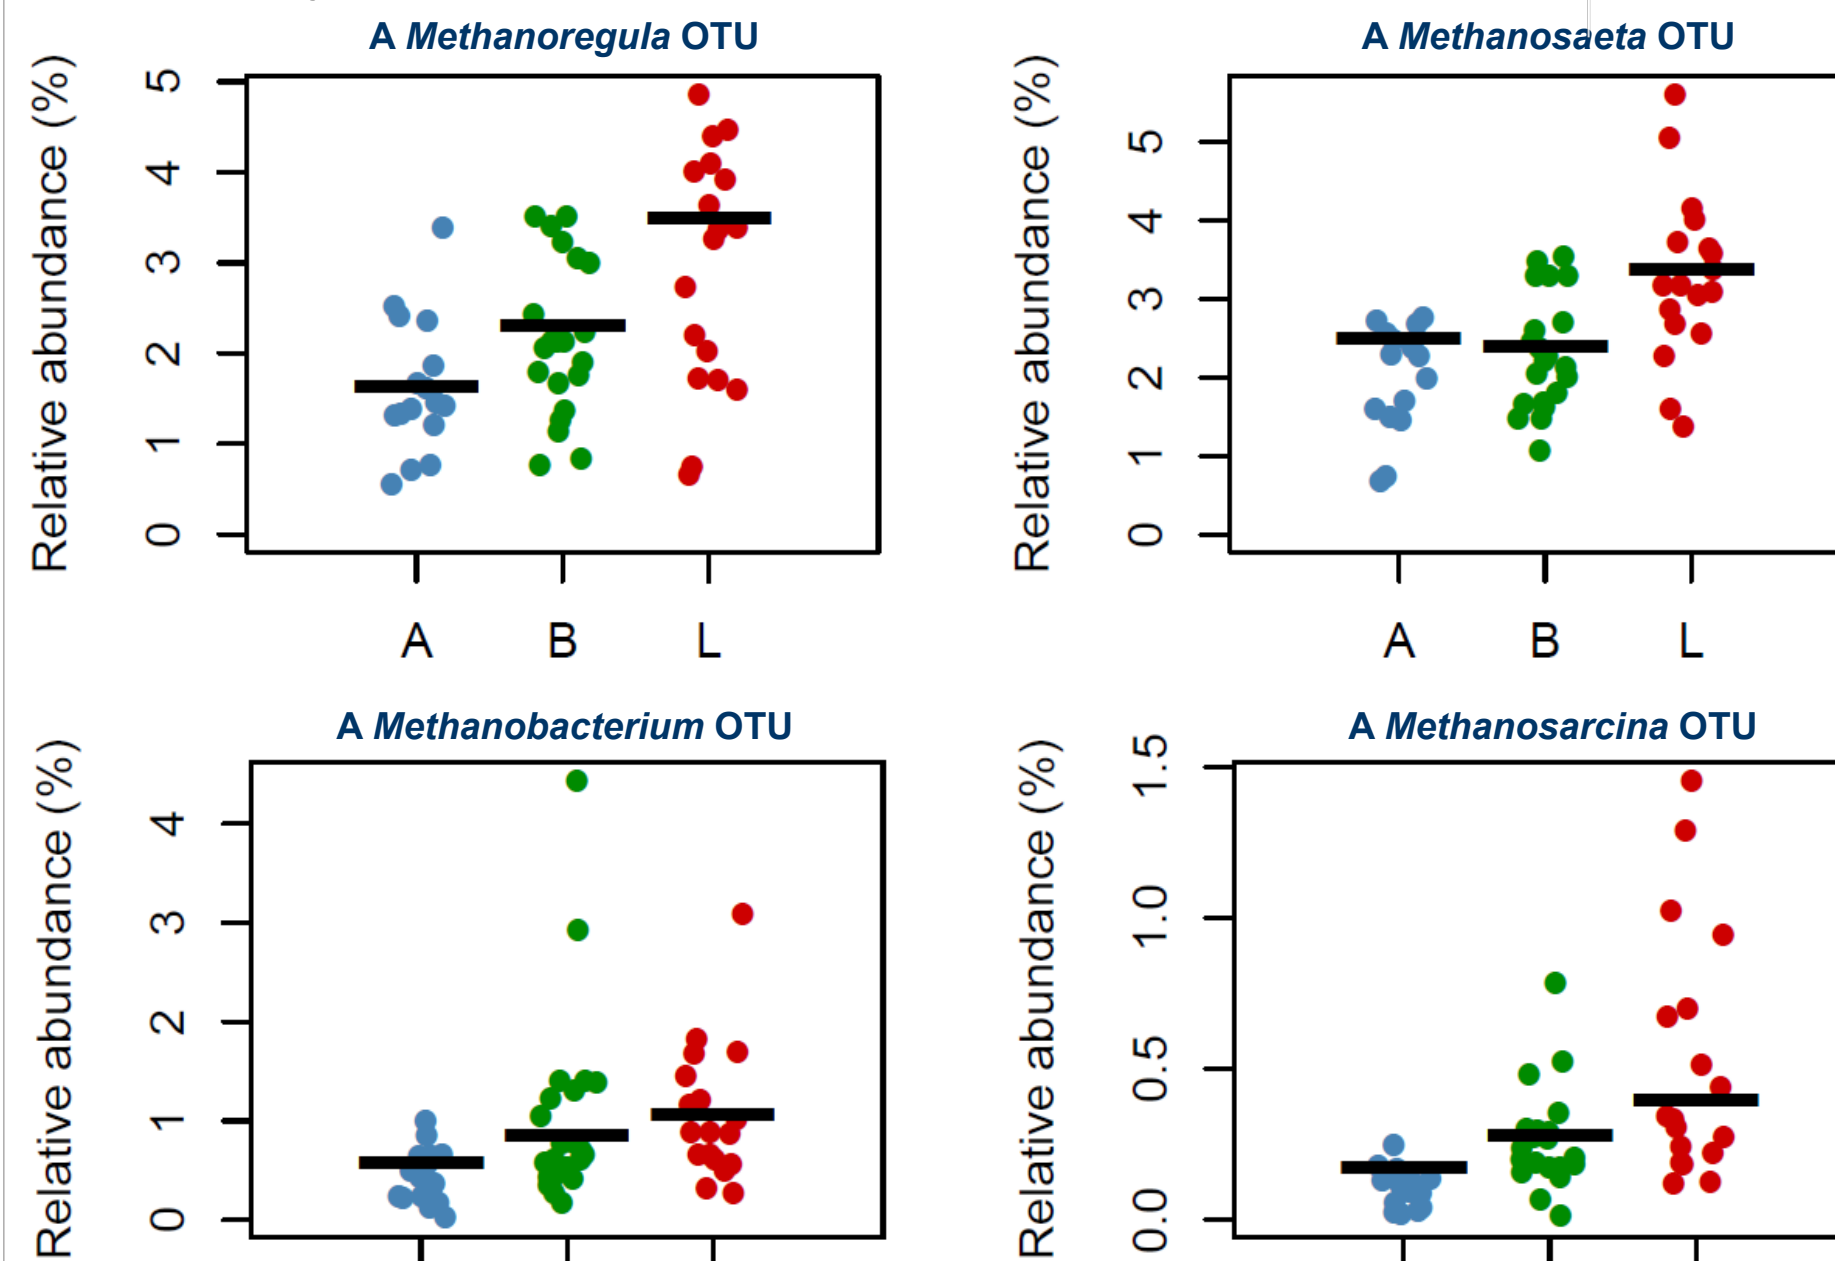 A Methanoregula OTU
Relative abundance (%)
5
4
3
2
1
0
A B L
A Methanosaeta OTU
Relative abundance (%)
5
4
3
2
1
0
A B L
A Methanobacterium OTU
Relative abundance (%)
4
3
2
1
0
A Methanosarcina OTU
Relative abundance (%)
1.5
1.0
0.5
0.0